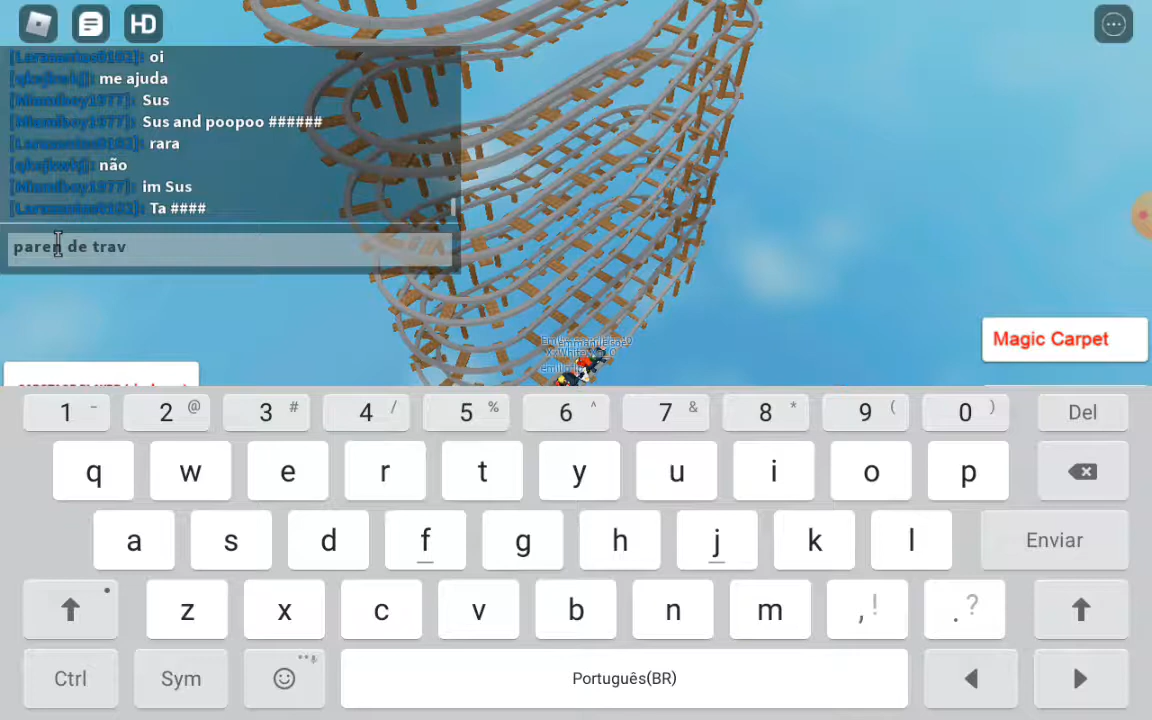 HD
oi
me ajuda
Sus
Sus and poopoo ######
rara
não
im Sus
Ta ####
paren de trav
Magic Carpet
1 - 2 @ 3 # 4 / 5 % 6 ^ 7 & 8 * 9 ( 0 ) Del
q w e r t y u i o p
a s d f g h j k l Enviar
z x c v b n m , ! . ?
Ctrl Sym Português(BR)